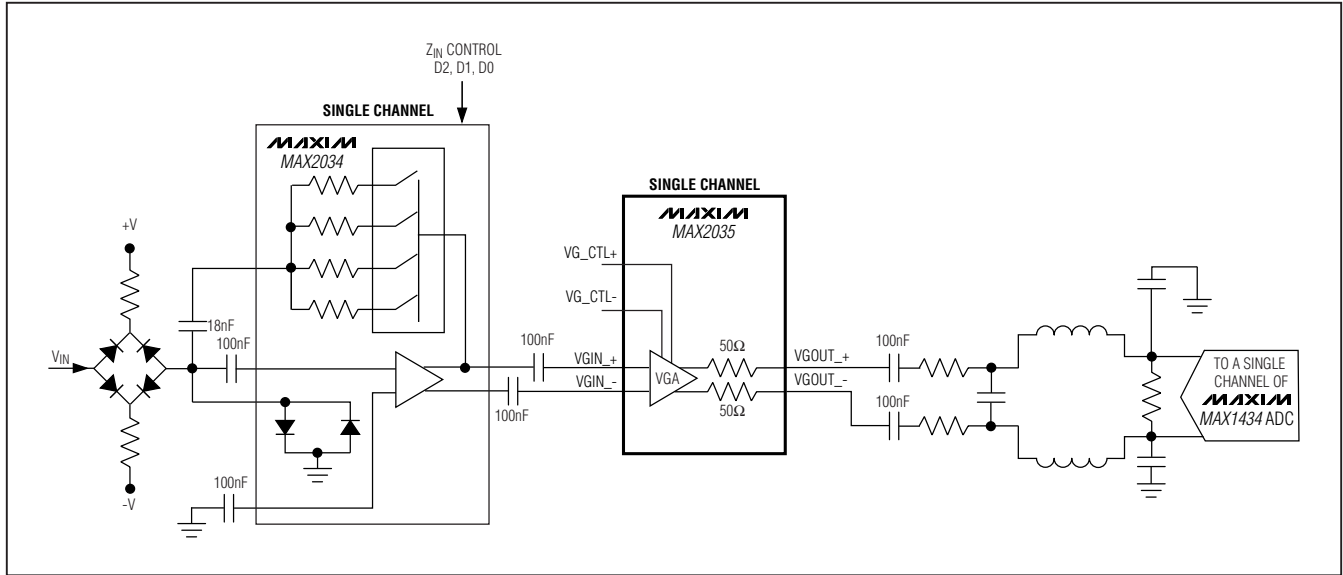 Z_IN CONTROL
D2, D1, D0
SINGLE CHANNEL
MAXIM
MAX2034
+V
18nF
100nF
V_IN
-V
100nF
100nF
100nF
SINGLE CHANNEL
MAXIM
MAX2035
VG_CTL+
VG_CTL-
VGIN_+
VGIN_-
VGA
50Ω
50Ω
VGOUT_+
VGOUT_-
100nF
100nF
TO A SINGLE
CHANNEL OF
MAXIM
MAX1434 ADC